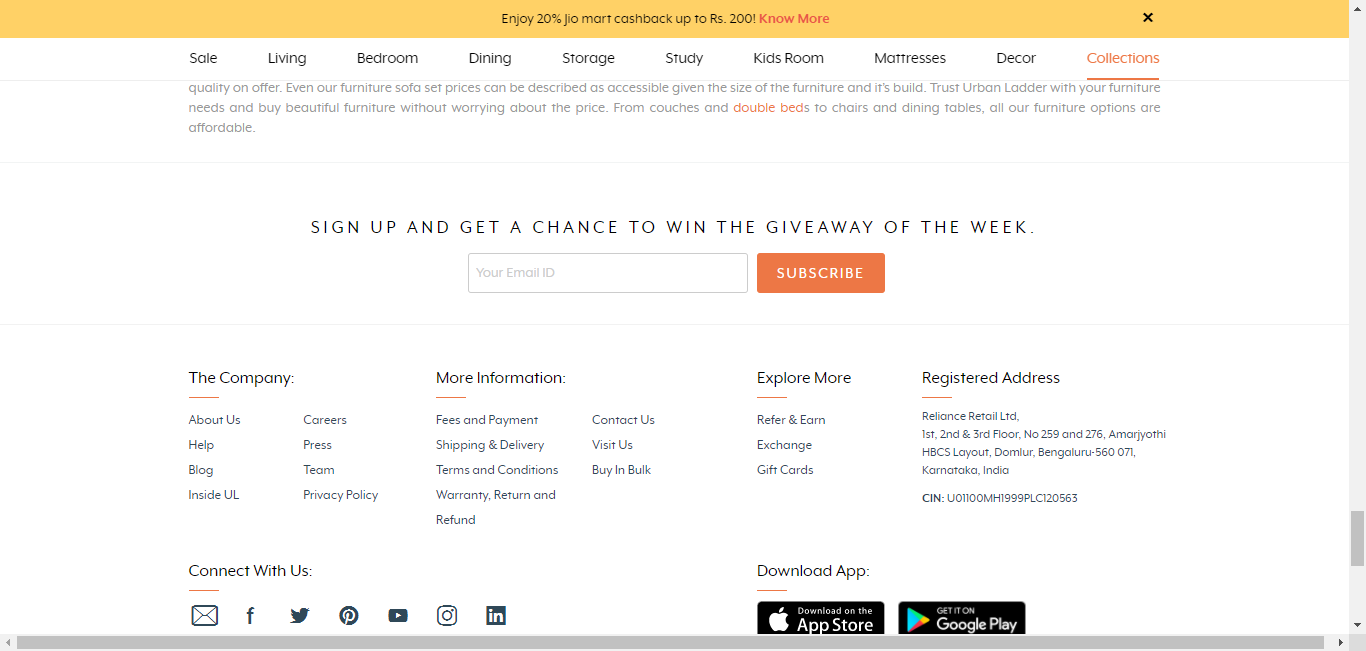 Enjoy 20% Jio mart cashback up to Rs. 200! Know More
Sale Living Bedroom Dining Storage Study Kids Room Mattresses Decor Collections
quality on offer. Even our furniture sofa set prices can be described as accessible given the size of the furniture and it's build. Trust Urban Ladder with your furniture
needs and buy beautiful furniture without worrying about the price. From couches and double beds to chairs and dining tables, all our furniture options are
affordable.
SIGN UP AND GET A CHANCE TO WIN THE GIVEAWAY OF THE WEEK.
Your Email ID
SUBSCRIBE
The Company:
About Us
Help
Blog
Inside UL
Careers
Press
Team
Privacy Policy
More Information:
Fees and Payment
Shipping & Delivery
Terms and Conditions
Warranty, Return and
Refund
Contact Us
Visit Us
Buy In Bulk
Explore More
Refer & Earn
Exchange
Gift Cards
Registered Address
Reliance Retail Ltd,
1st, 2nd & 3rd Floor, No 259 and 276, Amarjyothi
HBCS Layout, Domlur, Bengaluru-560 071,
Karnataka, India
CIN: U01100MH1999PLC120563
Connect With Us:
Download App:
Download on the
App Store
GET IT ON
Google Play